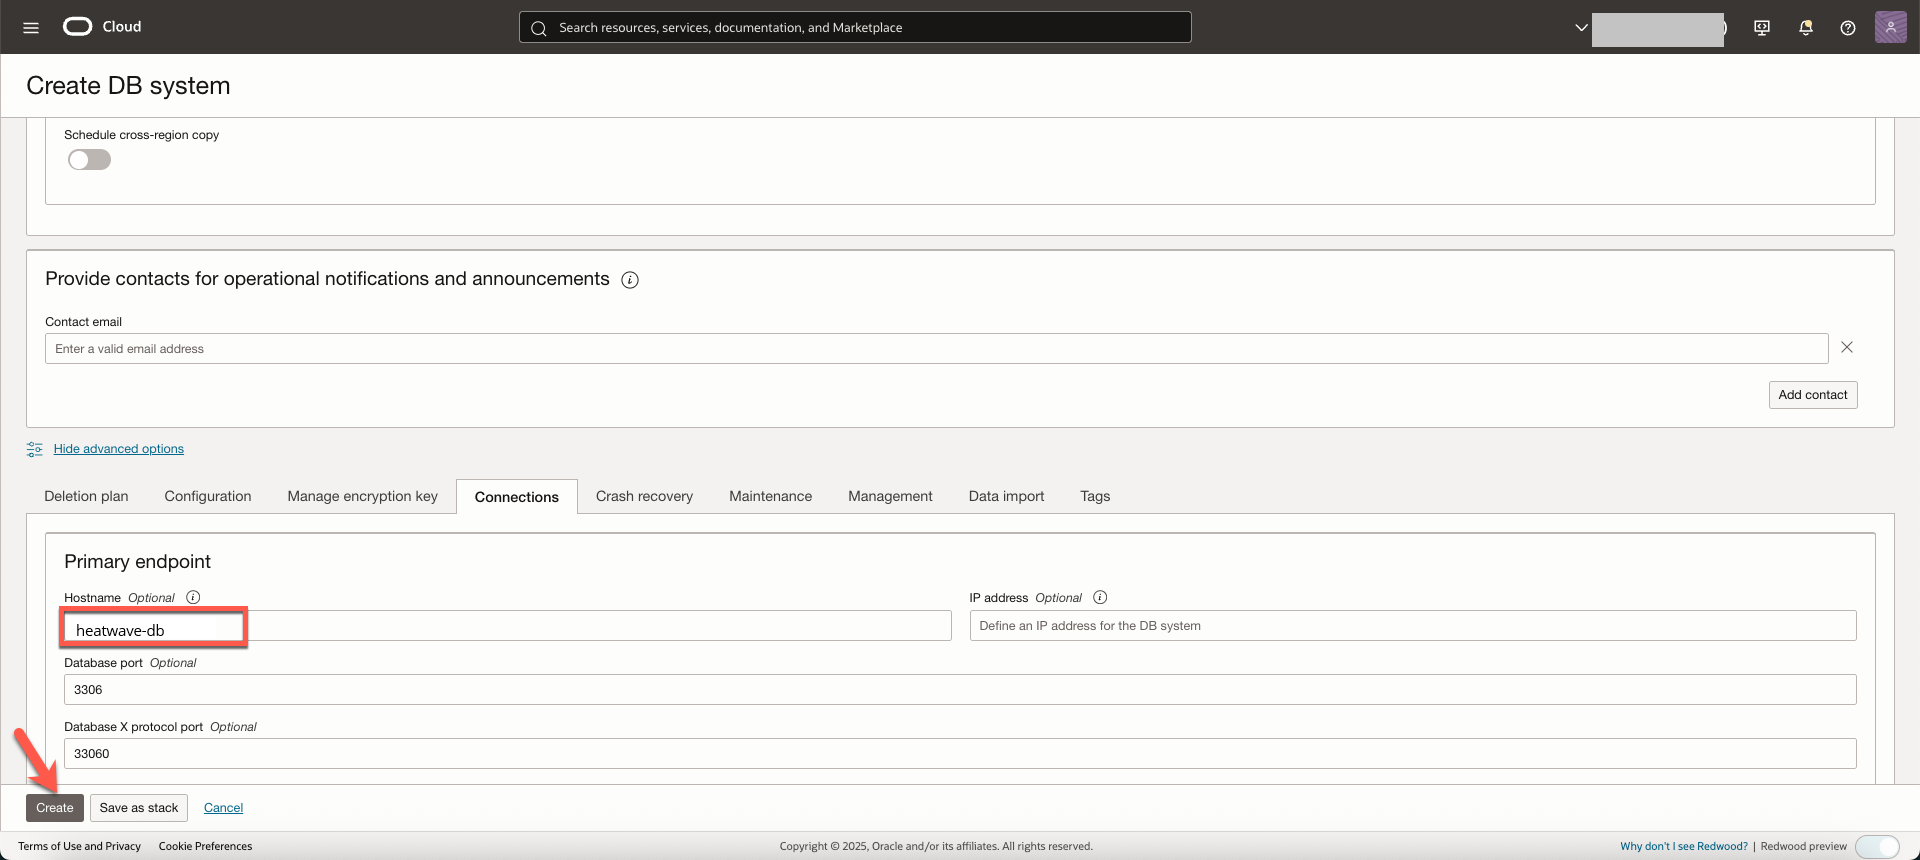 Cloud
Search resources, services, documentation, and Marketplace
Create DB system
Schedule cross-region copy
Provide contacts for operational notifications and announcements
Contact email
Enter a valid email address
Add contact
Hide advanced options
Deletion plan Configuration Manage encryption key Connections Crash recovery Maintenance Management Data import Tags
Primary endpoint
Hostname Optional IP address Optional
heatwave-db Define an IP address for the DB system
Database port Optional
3306
Database X protocol port Optional
33060
Create Save as stack Cancel
Terms of Use and Privacy Cookie Preferences Copyright © 2025, Oracle and/or its affiliates. All rights reserved. Why don't I see Redwood? | Redwood preview